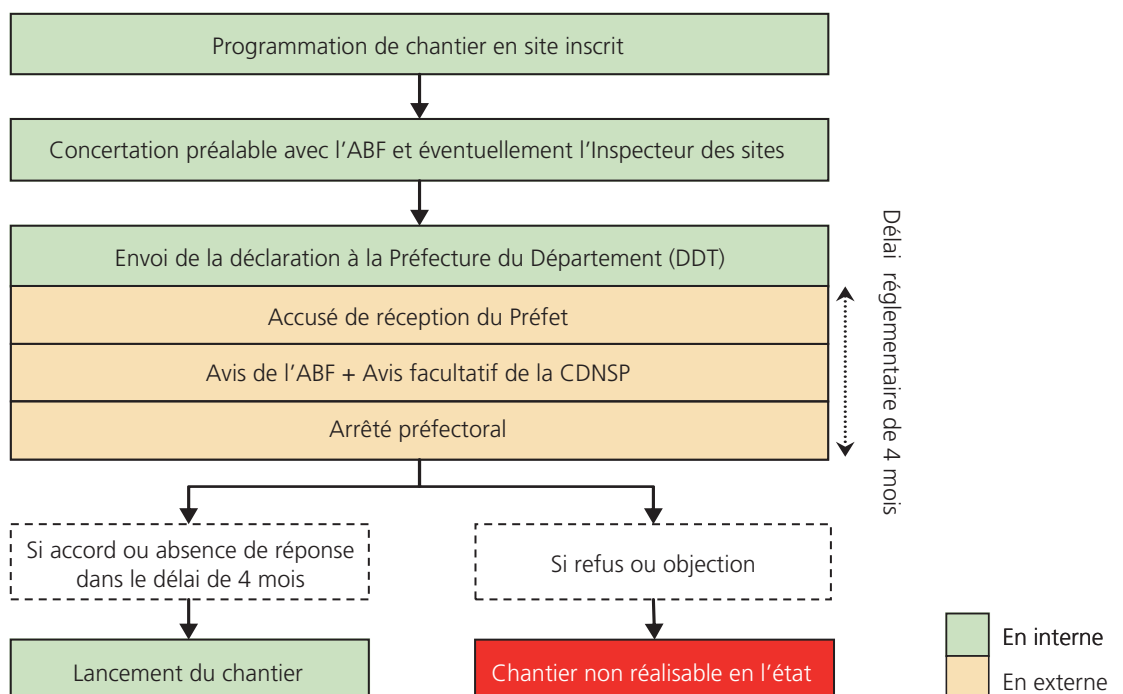 Programmation de chantier en site inscrit
Concertation préalable avec l'ABF et éventuellement l'Inspecteur des sites
Envoi de la déclaration à la Préfecture du Département (DDT)
Accusé de réception du Préfet
Avis de l'ABF + Avis facultatif de la CDNSP
Arrêté préfectoral
Délai réglementaire de 4 mois
Si accord ou absence de réponse
dans le délai de 4 mois
Si refus ou objection
Lancement du chantier
Chantier non réalisable en l'état
En interne
En externe